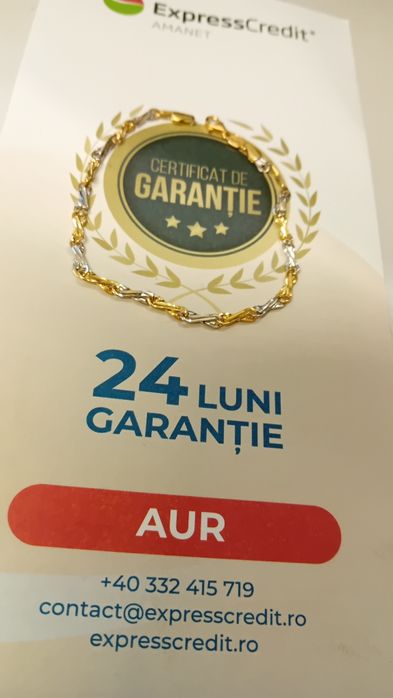 ExpressCredit®
AMANET
CERTIFICAT DE
GARANȚIE
24 LUNI
GARANȚIE
AUR
+40 332 415 719
contact@expresscredit.ro
expresscredit.ro